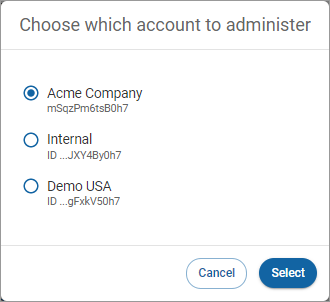 Choose which account to administer
Acme Company
mSqzPm6tsB0h7
Internal
ID ...JXY4By0h7
Demo USA
ID ...gFxkV50h7
Cancel
Select